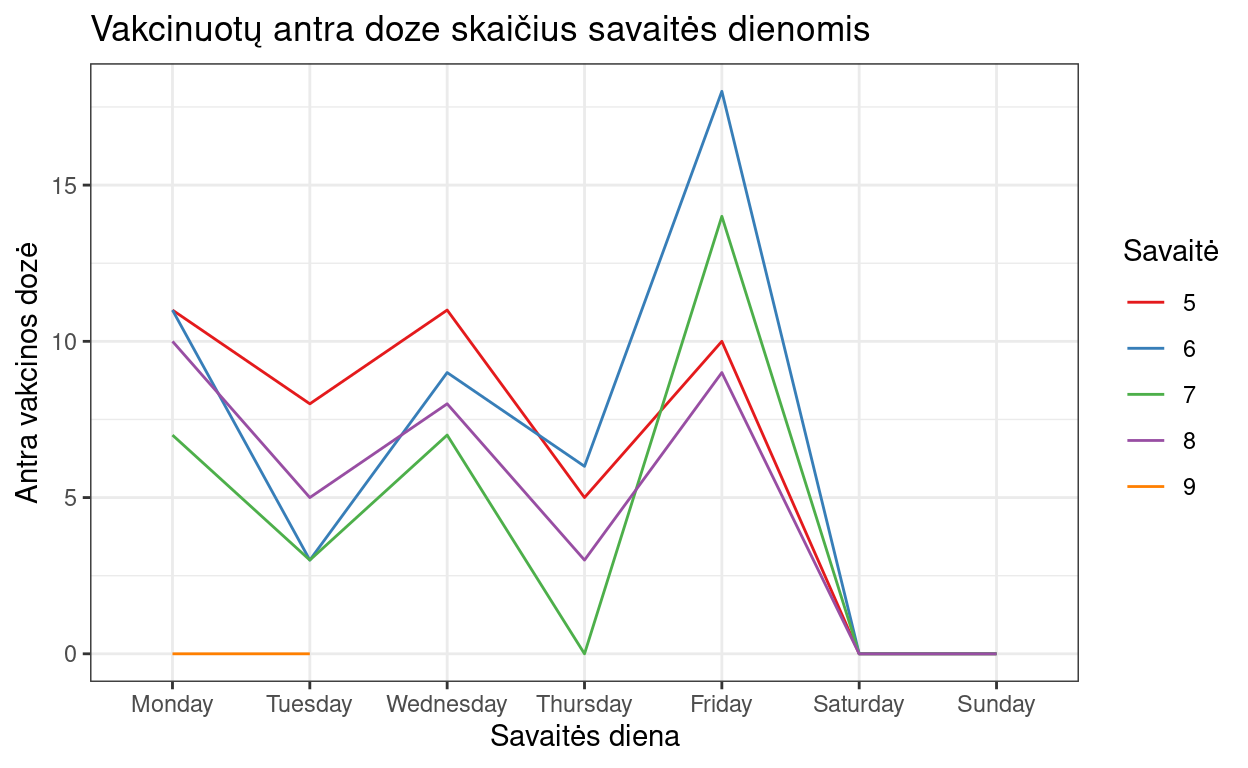 Vakcinuotų antra doze skaičius savaitės dienomis
Antra vakcinos dozė
15
10
5
0
Monday Tuesday Wednesday Thursday Friday Saturday Sunday
Savaitės diena
Savaitė
5
6
7
8
9